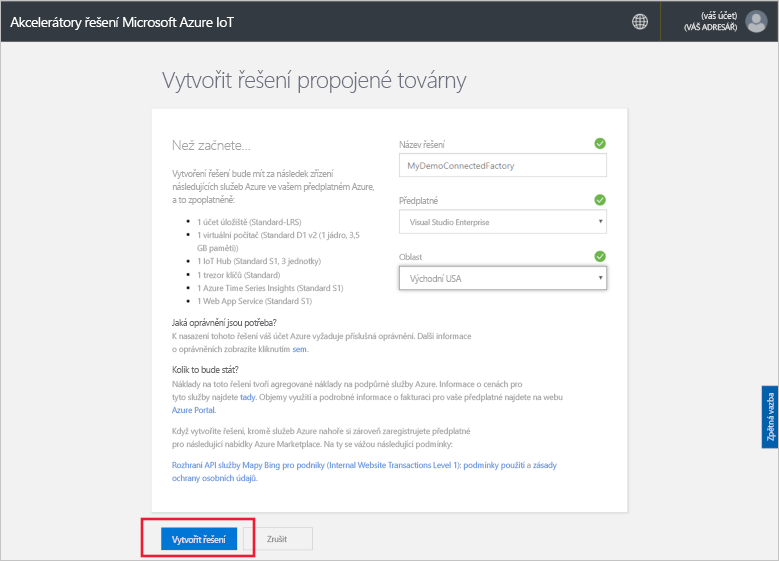 Akcelerátory řešení Microsoft Azure IoT
(váš účet)
(VÁŠ ADRESÁŘ)
Vytvořit řešení propojené továrny
Než začnete...
Vytvoření řešení bude mít za následek zřízení
následujících služeb Azure ve vašem předplatném Azure,
a to zpoplatněně:
• 1 účet úložiště (Standard-LRS)
• 1 virtuální počítač (Standard D1 v2 (1 jádro, 3,5
GB paměti))
• 1 IoT Hub (Standard S1, 3 jednotky)
• 1 trezor klíčů (Standard)
• 1 Azure Time Series Insights (Standard S1)
• 1 Web App Service (Standard S1)
Název řešení
MyDemoConnectedFactory
Předplatné
Visual Studio Enterprise
Oblast
Východní USA
Jaká oprávnění jsou potřeba?
K nasazení tohoto řešení váš účet Azure vyžaduje příslušná oprávnění. Další informace
o oprávněních zobrazíte kliknutím sem.
Kolik to bude stát?
Náklady na toto řešení tvoří agregované náklady na podpůrné služby Azure. Informace o cenách pro
tyto služby najdete tady. Objemy využití a podrobné informace o fakturaci pro vaše předplatné najdete na webu
Azure Portal.
Když vytvoříte řešení, kromě služeb Azure nahoře si zároveň zaregistrujete předplatné
pro následující nabídky Azure Marketplace. Na ty se vážou následující podmínky:
Rozhraní API služby Mapy Bing pro podniky (Internal Website Transactions Level 1): podmínky použití a zásady
ochrany osobních údajů.
Vytvořit řešení
Zrušit
Zpětná vazba